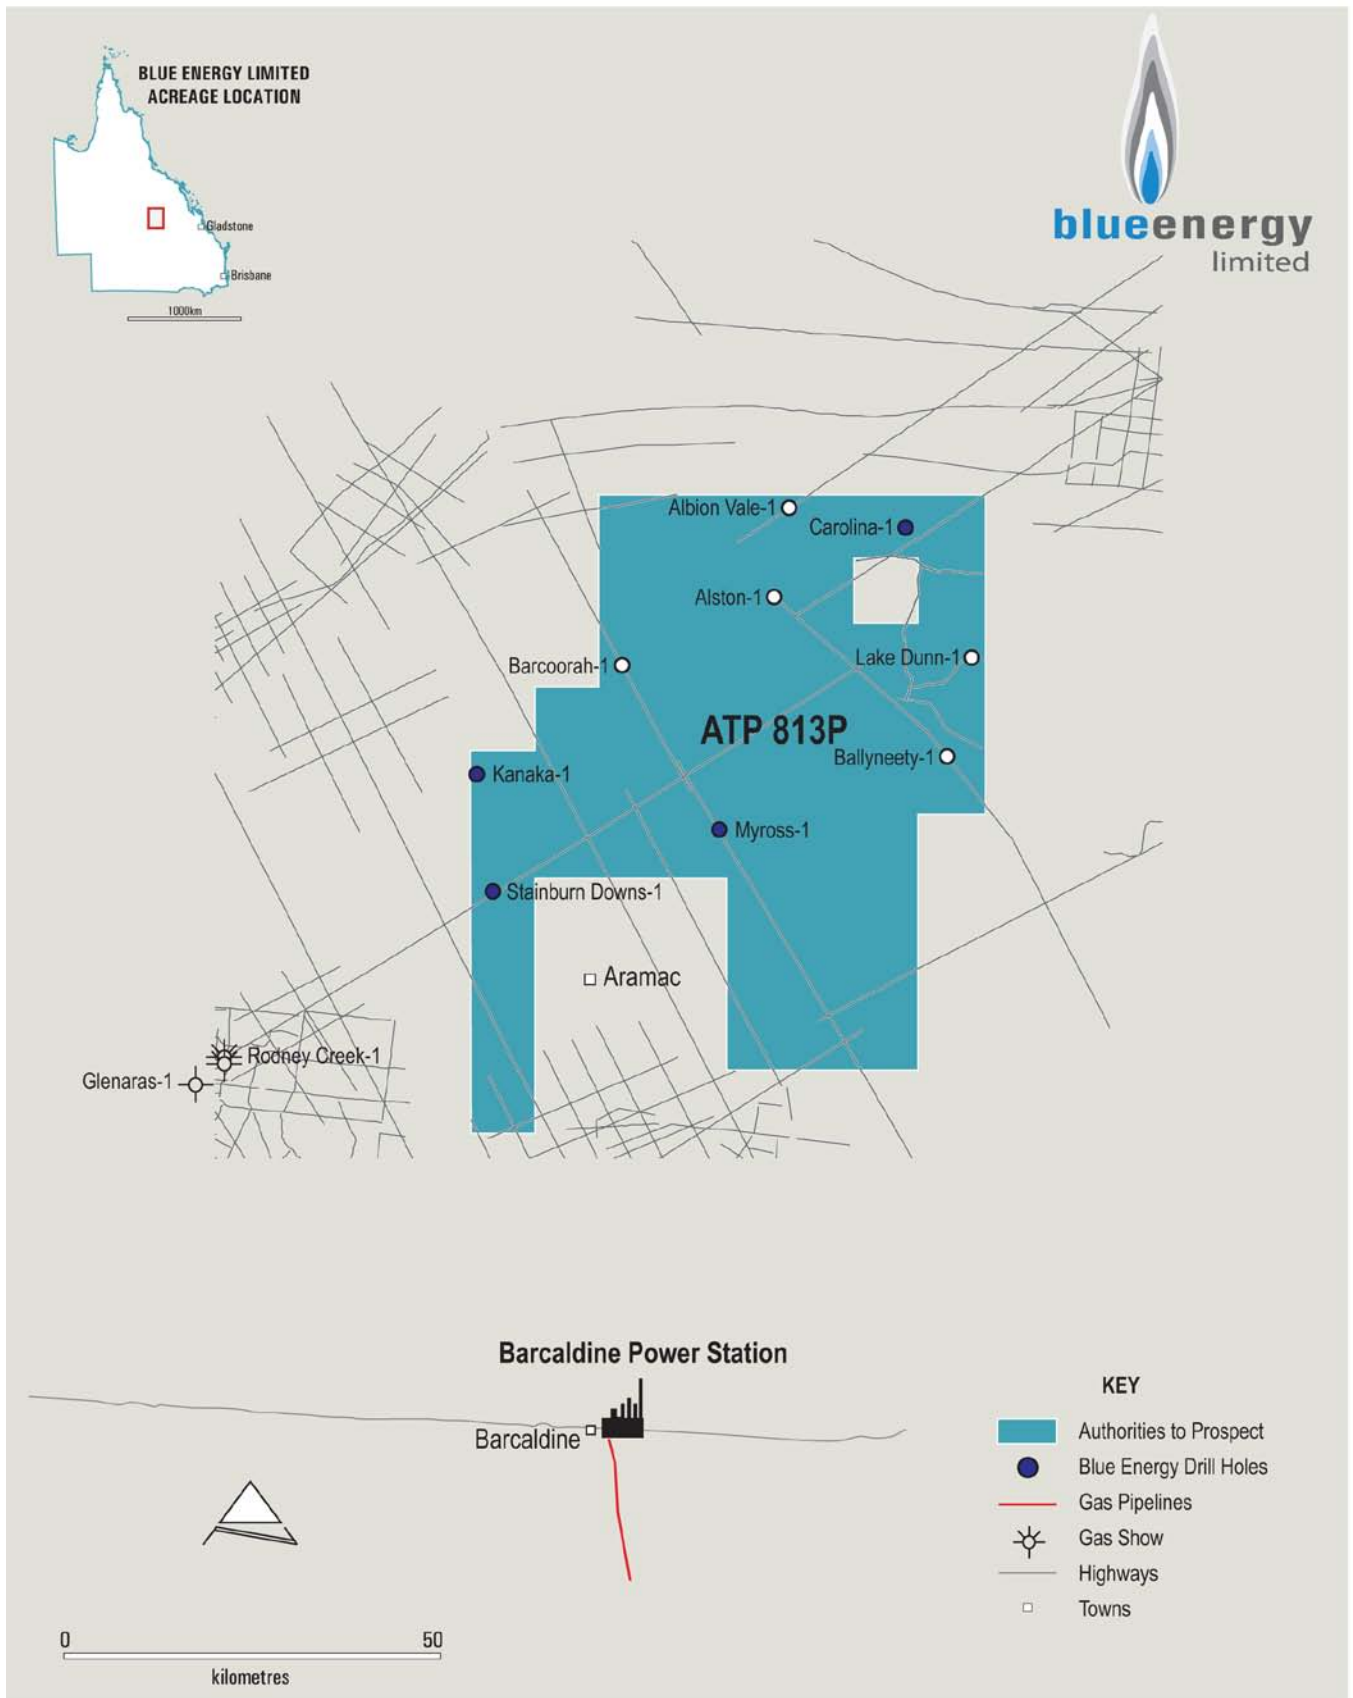 BLUE ENERGY LIMITED
ACREAGE LOCATION
Gladstone
Brisbane
1000km
blueenergy
limited
Albion Vale-1
Carolina-1
Alston-1
Lake Dunn-1
Barcoorah-1
ATP 813P
Ballyneety-1
Kanaka-1
Myross-1
Stainburn Downs-1
Aramac
Rodney Creek-1
Glenaras-1
Barcaldine Power Station
Barcaldine
KEY
Authorities to Prospect
Blue Energy Drill Holes
Gas Pipelines
Gas Show
Highways
Towns
0 50
kilometres